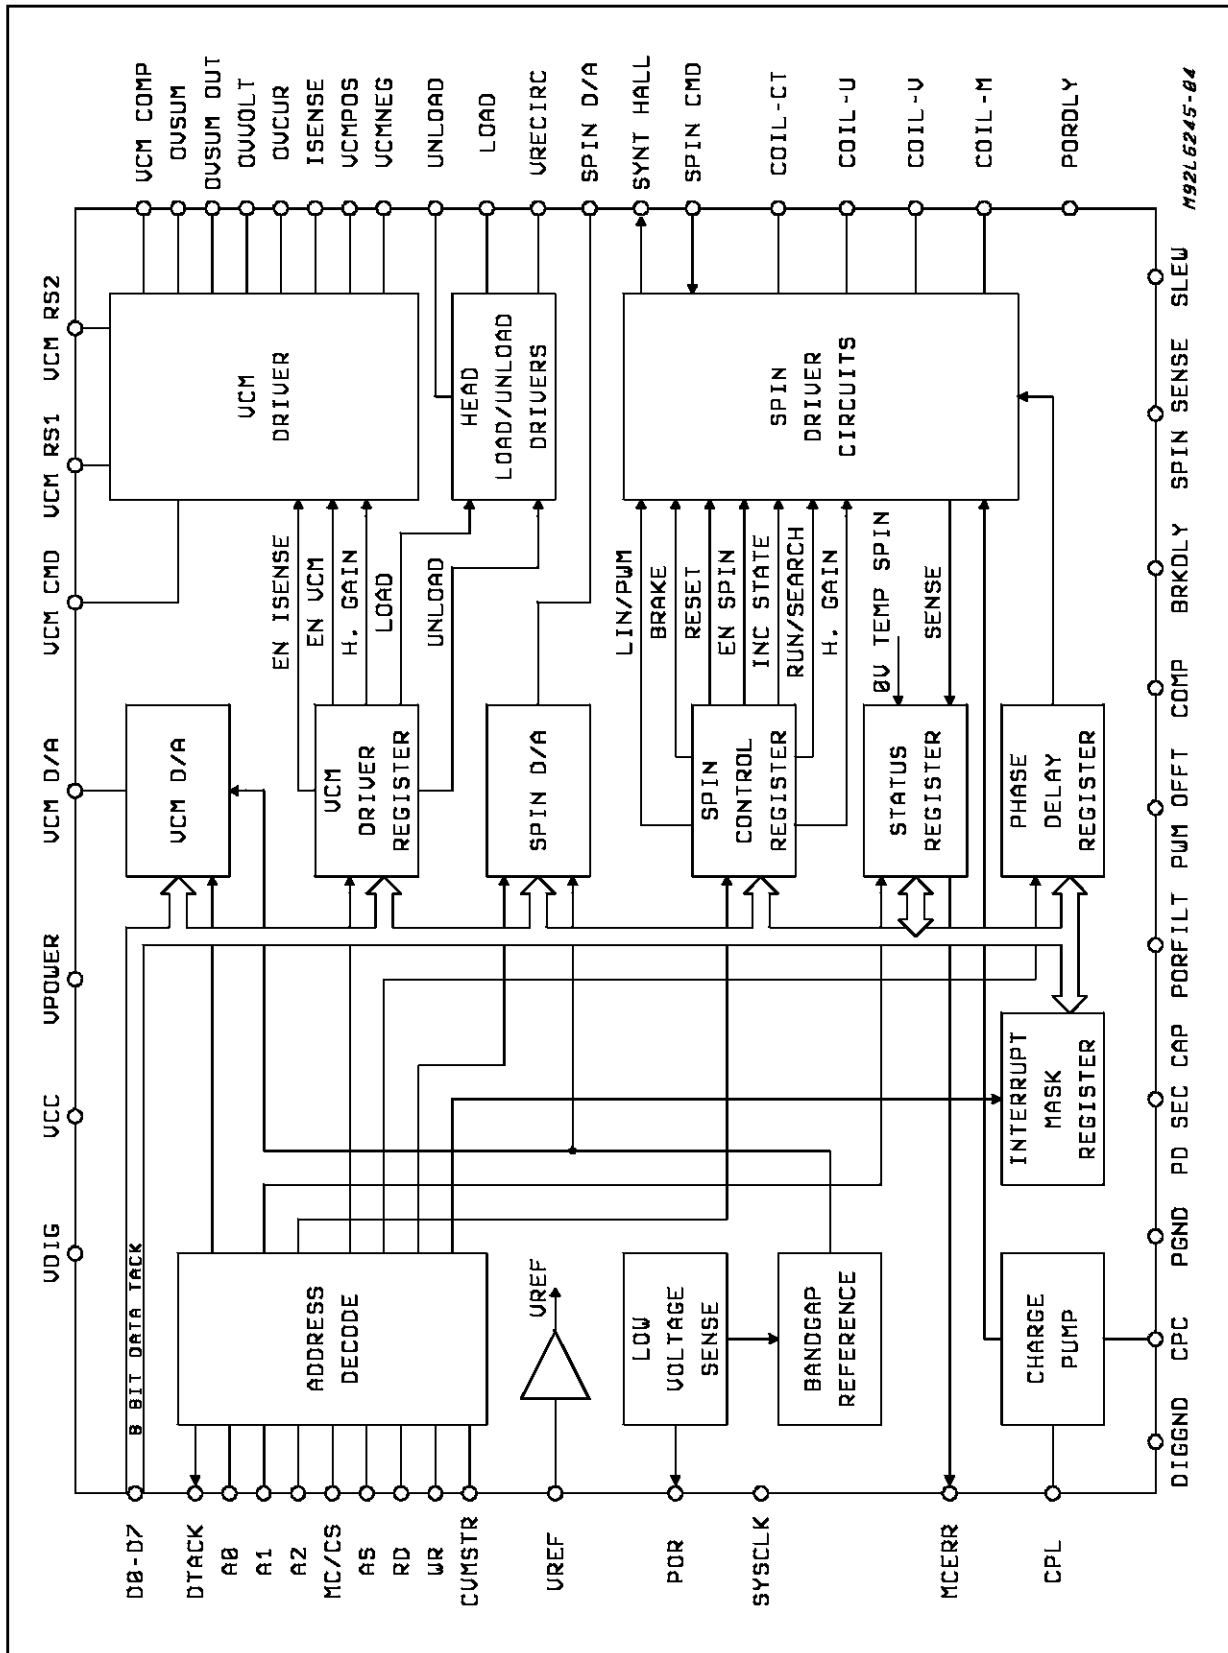 VCM COMP
OVSUM
OVSUM OUT
OVVOLT
OVCUR
ISENSE
VCMPOS
VCMNEG
UNLOAD
LOAD
VRECIRC
SPIN D/A
SYNT HALL
SPIN CMD
COIL-CT
COIL-U
COIL-V
COIL-M
PORDLY
M92L6245-04
VCM RS2
VCM RS1
VCM CMD
VCM D/A
VPOWER
VCC
VDIG
VCM
DRIVER
HEAD
LOAD/UNLOAD
DRIVERS
SPIN
DRIVER
CIRCUITS
EN ISENSE
EN VCM
H. GAIN
LOAD
UNLOAD
LIN/PWM
BRAKE
RESET
EN SPIN
INC STATE
RUN/SEARCH
H. GAIN
0V TEMP SPIN
SENSE
VCM D/A
VCM
DRIVER
REGISTER
SPIN D/A
SPIN
CONTROL
REGISTER
STATUS
REGISTER
PHASE
DELAY
REGISTER
INTERRUPT
MASK
REGISTER
8 BIT DATA TACK
ADDRESS
DECODE
VREF
LOW
VOLTAGE
SENSE
BANDGAP
REFERENCE
CHARGE
PUMP
D0-D7
DTACK
A0
A1
A2
MC/CS
AS
RD
WR
CVMSTR
VREF
POR
SYSCLK
MCERR
CPL
DIGGND
CPC
PGND
PD SEC CAP
PORFILT
PWM OFFT
COMP
BRKDLY
SPIN SENSE
SLEW